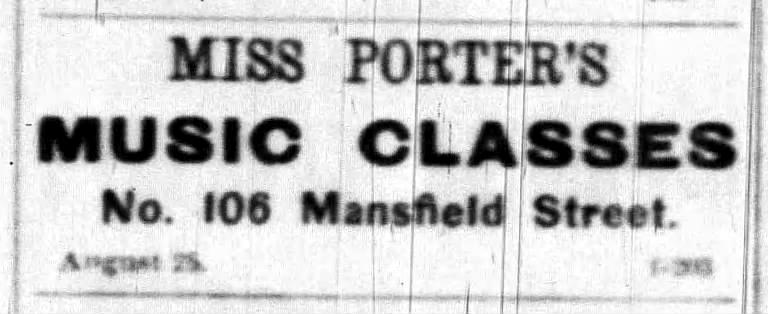 MISS PORTER'S
MUSIC CLASSES
No. 106 Mansfield Street.
August 25.